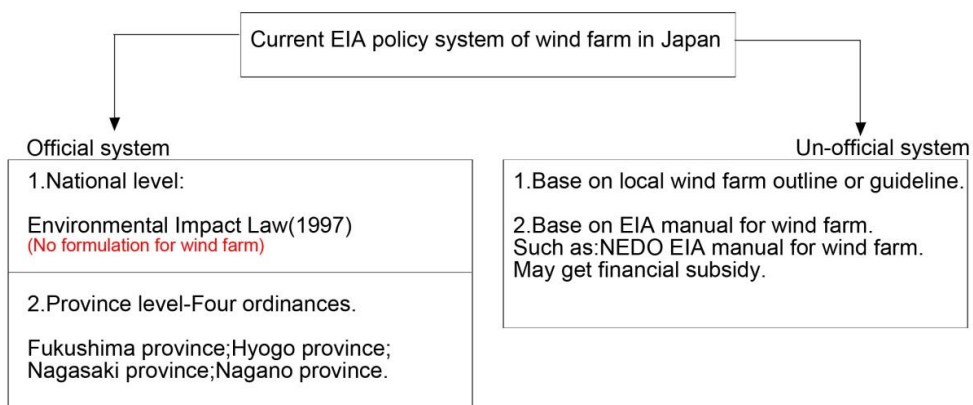 Current EIA policy system of wind farm in Japan
Official system
1.National level:
Environmental Impact Law(1997)
(No formulation for wind farm)
2.Province level-Four ordinances.
Fukushima province;Hyogo province;
Nagasaki province;Nagano province.
Un-official system
1.Base on local wind farm outline or guideline.
2.Base on EIA manual for wind farm.
Such as:NEDO EIA manual for wind farm.
May get financial subsidy.